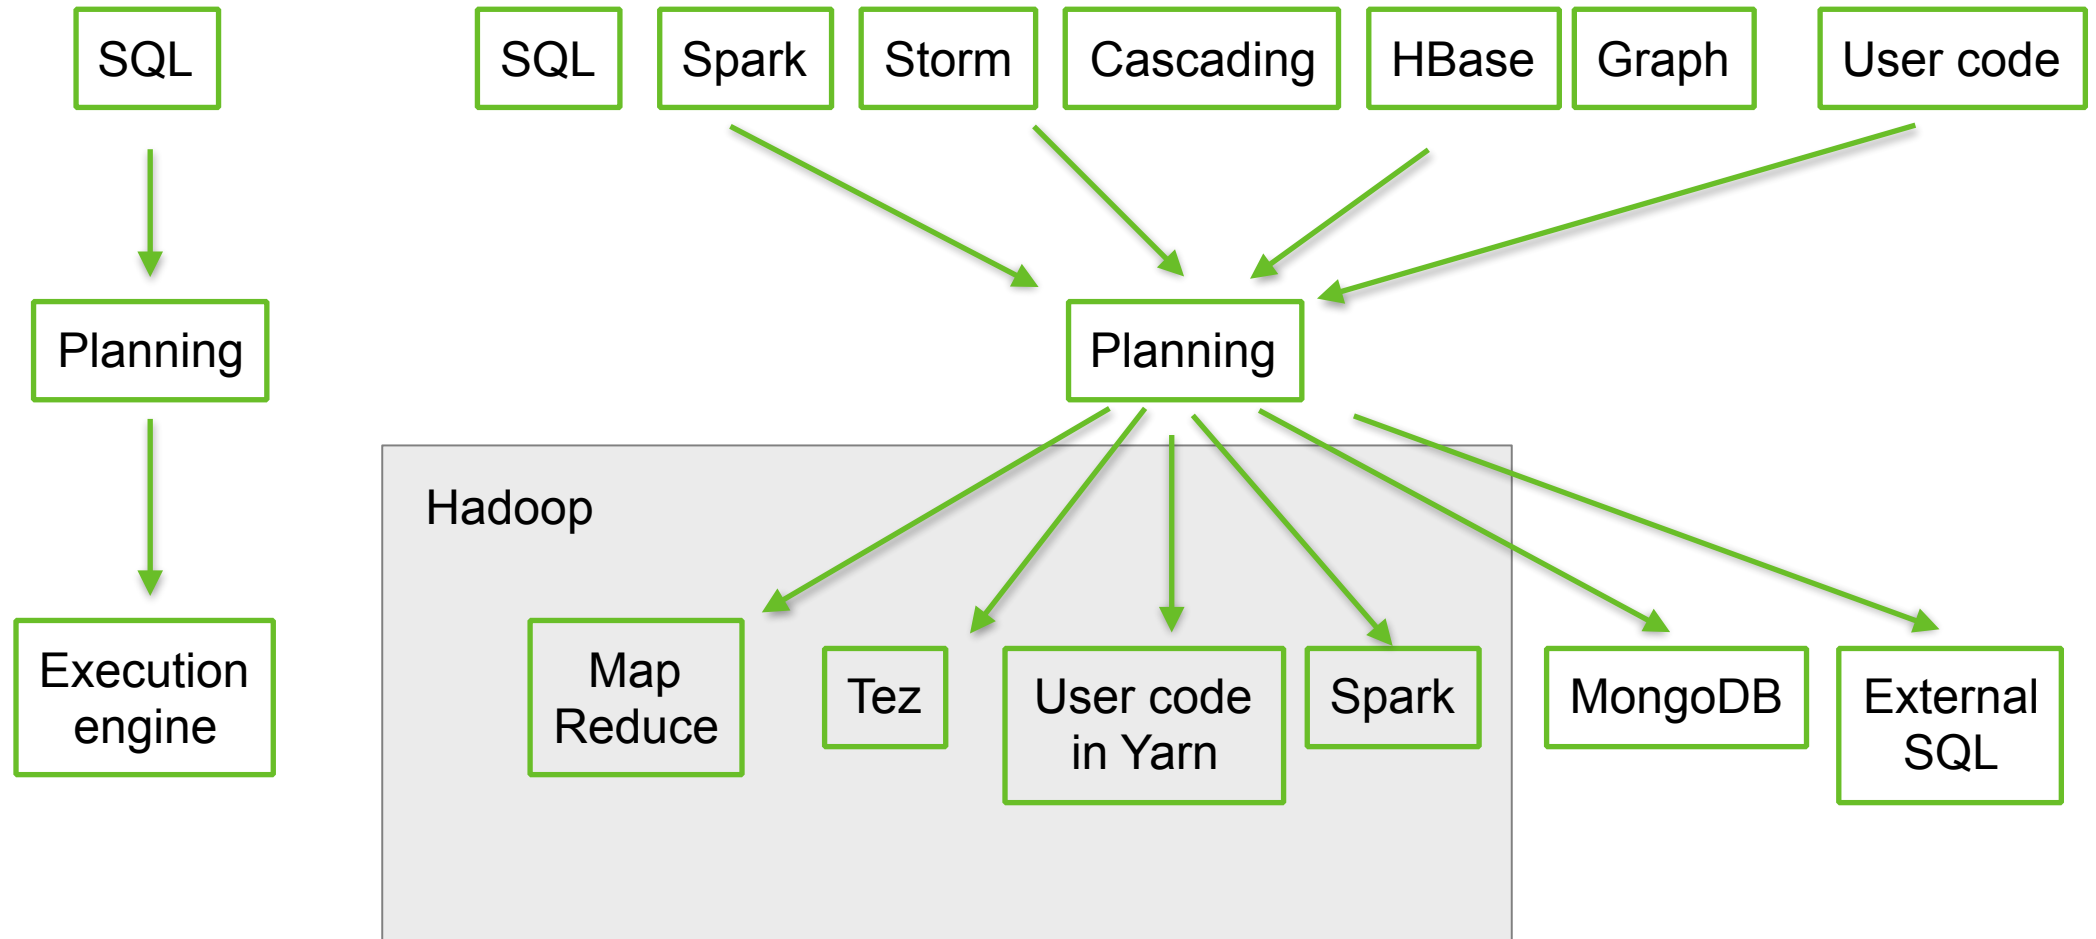 SQL
SQL
Spark
Storm
Cascading
HBase
Graph
User code
Planning
Planning
Hadoop
Execution
engine
Map
Reduce
Tez
User code
in Yarn
Spark
MongoDB
External
SQL